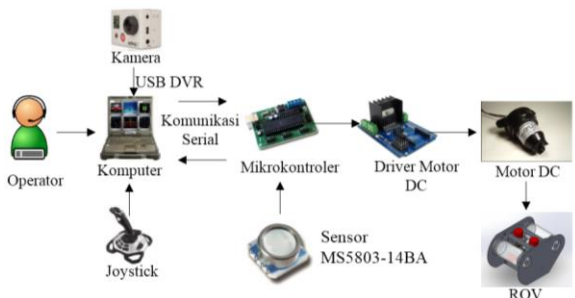 Kamera
USB DVR
Komunikasi
Serial
Operator
Komputer
Mikrokontroler
Driver Motor
DC
Motor DC
Joystick
Sensor
MS5803-14BA
ROV